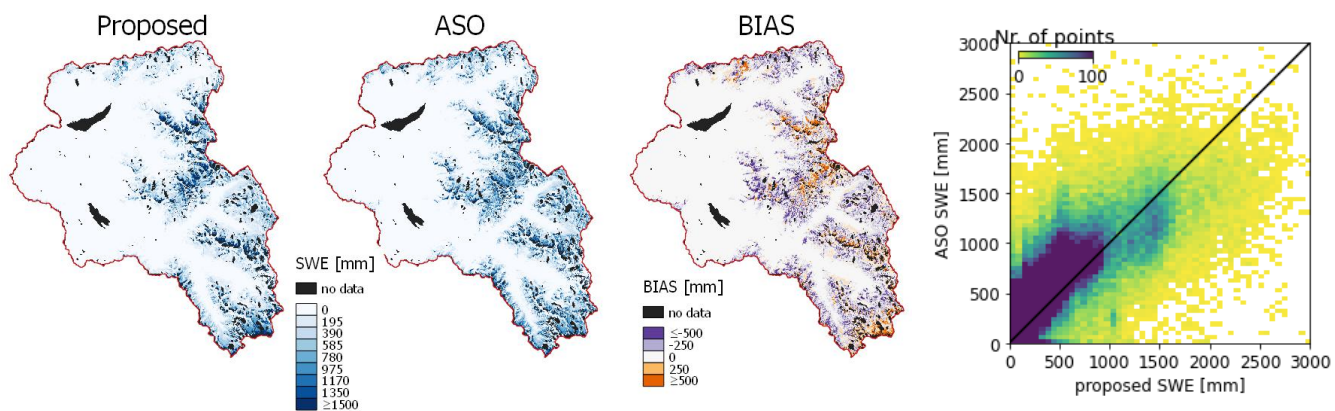 Proposed
ASO
BIAS
SWE [mm]
no data
0
195
390
585
780
975
1170
1350
≥1500
BIAS [mm]
no data
≤-500
-250
0
250
≥500
Nr. of points
0 100
3000
2500
2000
1500
1000
500
0
ASO SWE [mm]
0 500 1000 1500 2000 2500 3000
proposed SWE [mm]